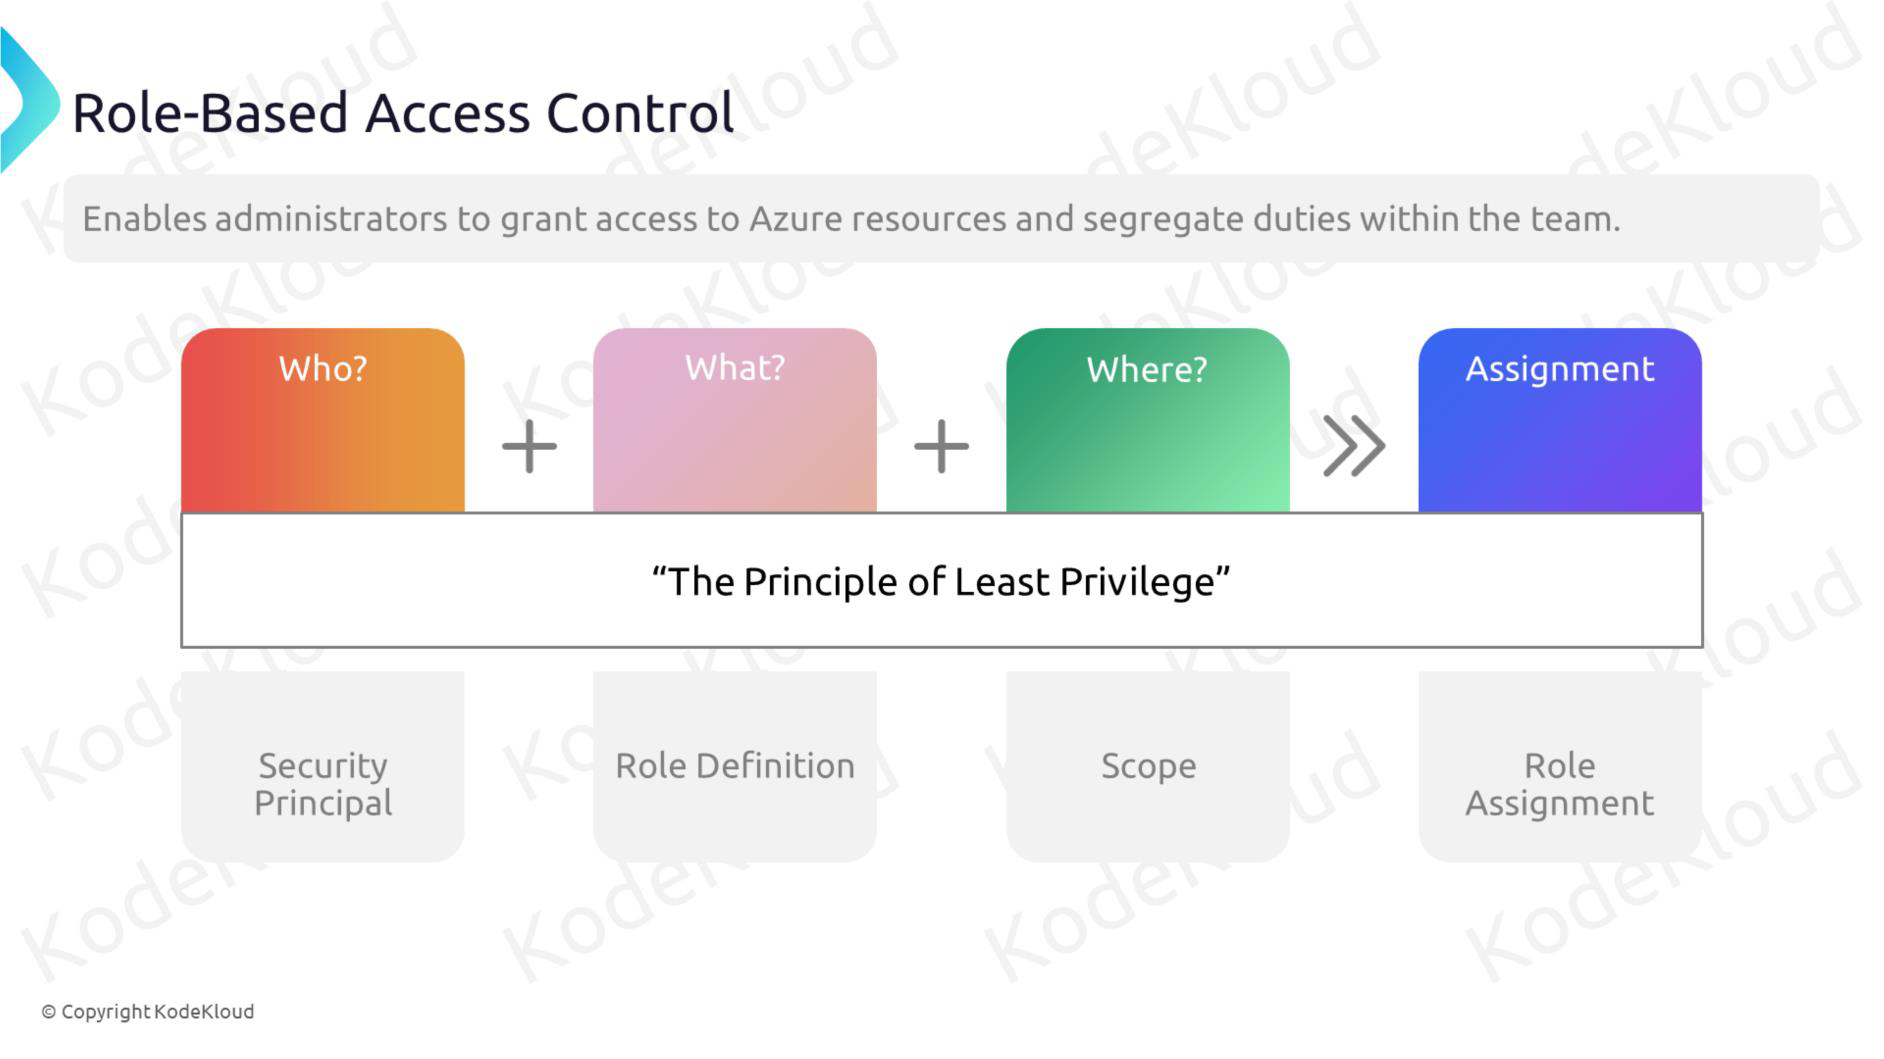 Role-Based Access Control
Enables administrators to grant access to Azure resources and segregate duties within the team.
Who?
What?
Where?
Assignment
“The Principle of Least Privilege”
Security
Principal
Role Definition
Scope
Role
Assignment
© Copyright KodeKloud
KodeKloud